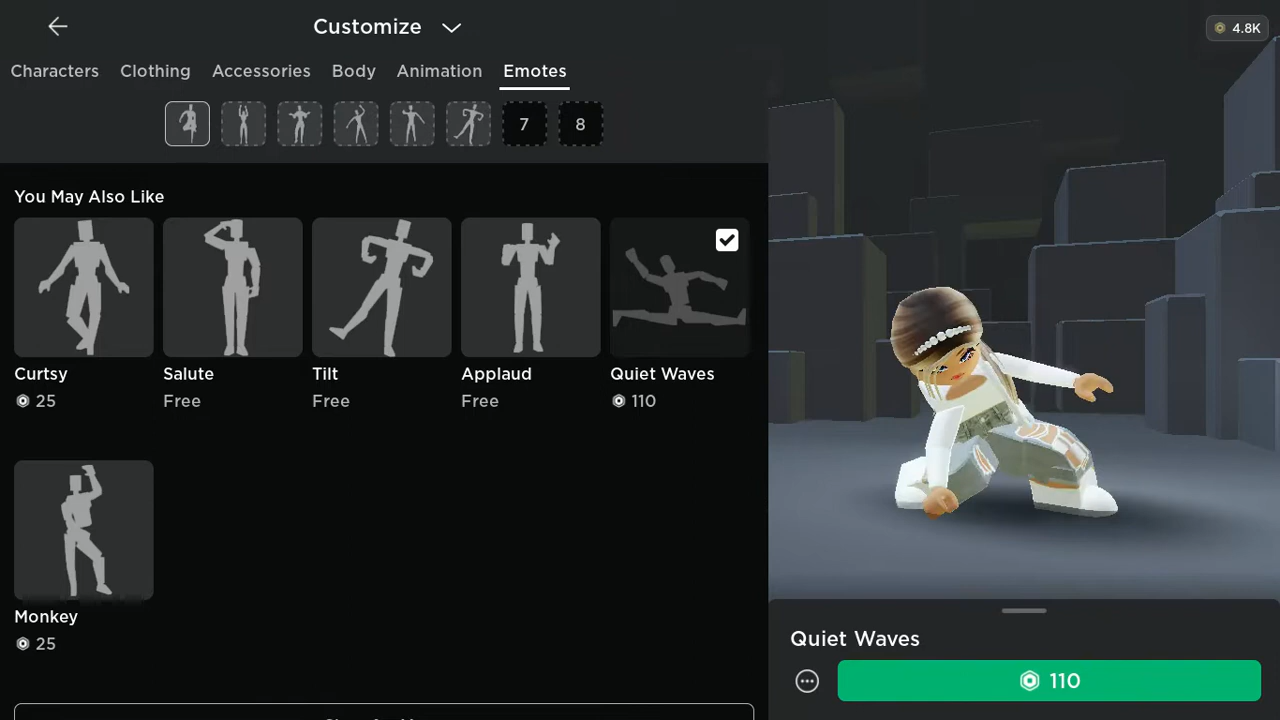 Customize
4.8K
Characters Clothing Accessories Body Animation Emotes
7 8
You May Also Like
Curtsy Salute Tilt Applaud Quiet Waves
25 Free Free Free 110
Monkey
25
Quiet Waves
110